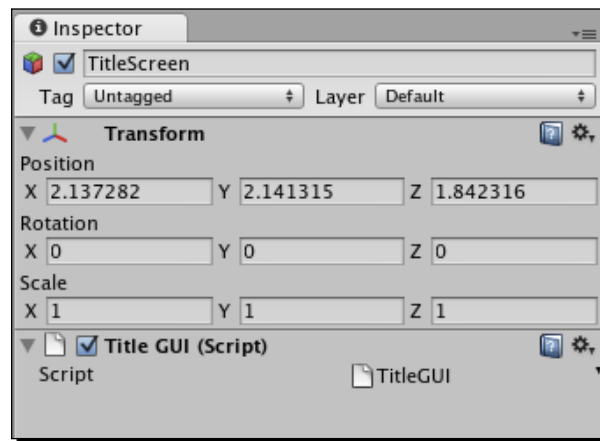 Inspector
TitleScreen
Tag Untagged Layer Default
Transform
Position
X 2.137282 Y 2.141315 Z 1.842316
Rotation
X 0 Y 0 Z 0
Scale
X 1 Y 1 Z 1
Title GUI (Script)
Script TitleGUI